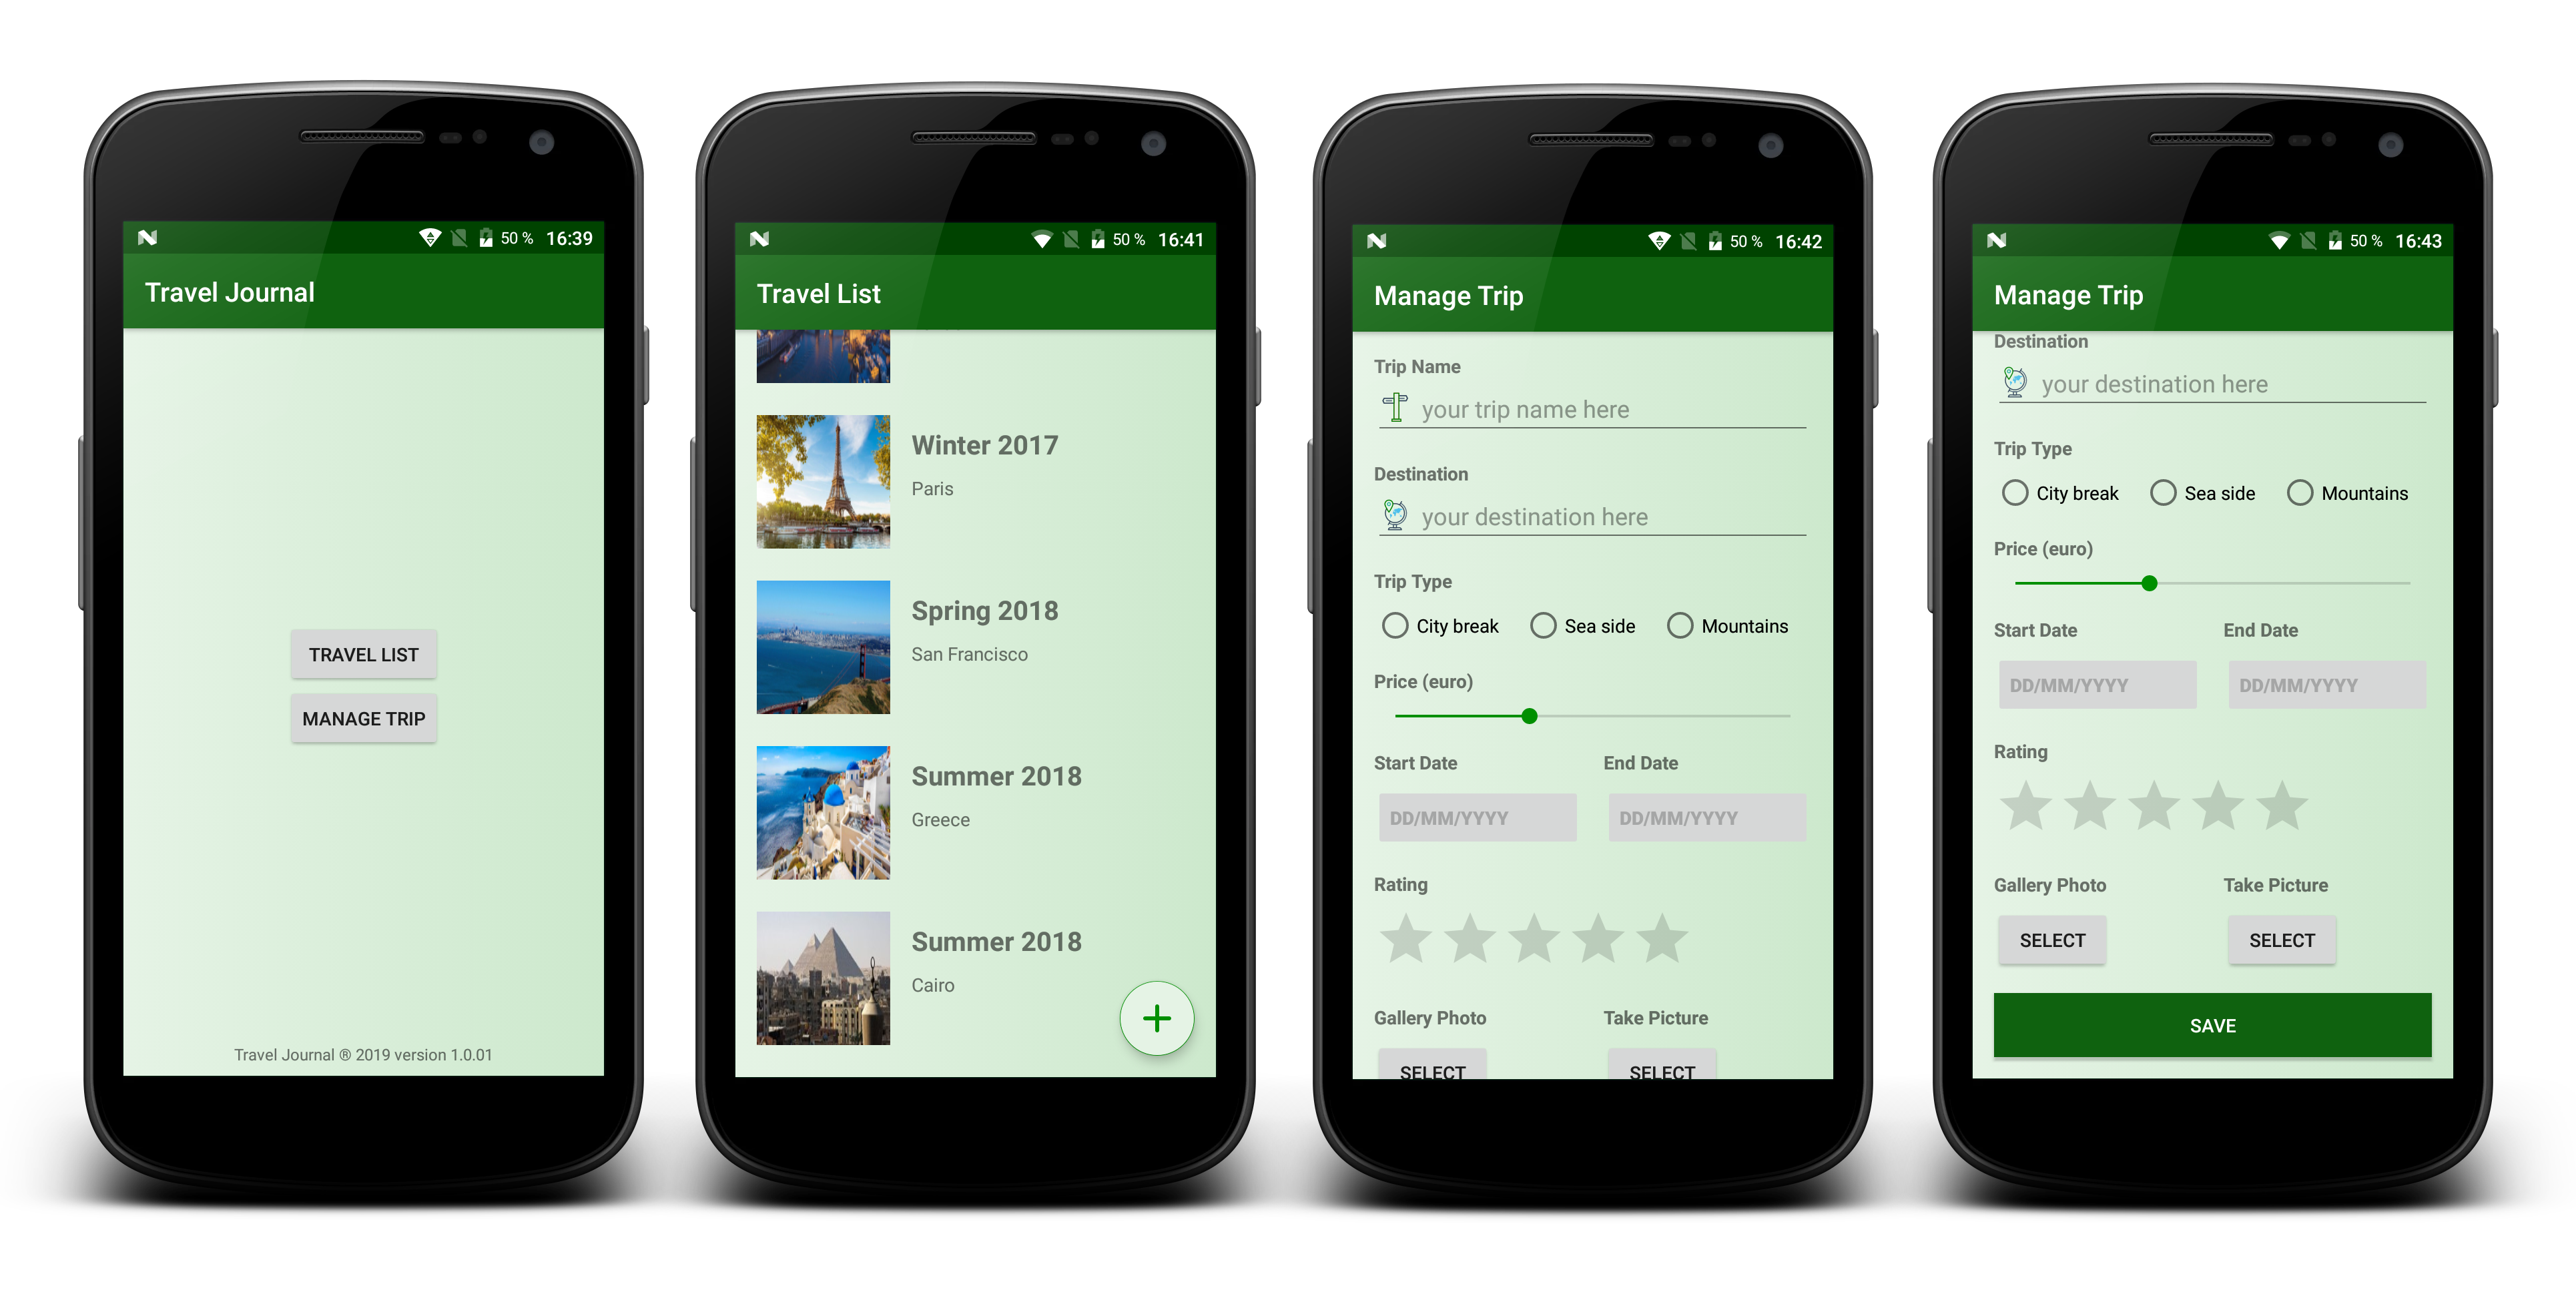 50 % 16:39
Travel Journal
TRAVEL LIST
MANAGE TRIP
Travel Journal ® 2019 version 1.0.01
50 % 16:41
Travel List
Winter 2017
Paris
Spring 2018
San Francisco
Summer 2018
Greece
Summer 2018
Cairo
50 % 16:42
Manage Trip
Trip Name
your trip name here
Destination
your destination here
Trip Type
City break Sea side Mountains
Price (euro)
Start Date End Date
DD/MM/YYYY DD/MM/YYYY
Rating
Gallery Photo Take Picture
SELECT SELECT
50 % 16:43
Manage Trip
Destination
your destination here
Trip Type
City break Sea side Mountains
Price (euro)
Start Date End Date
DD/MM/YYYY DD/MM/YYYY
Rating
Gallery Photo Take Picture
SELECT SELECT
SAVE